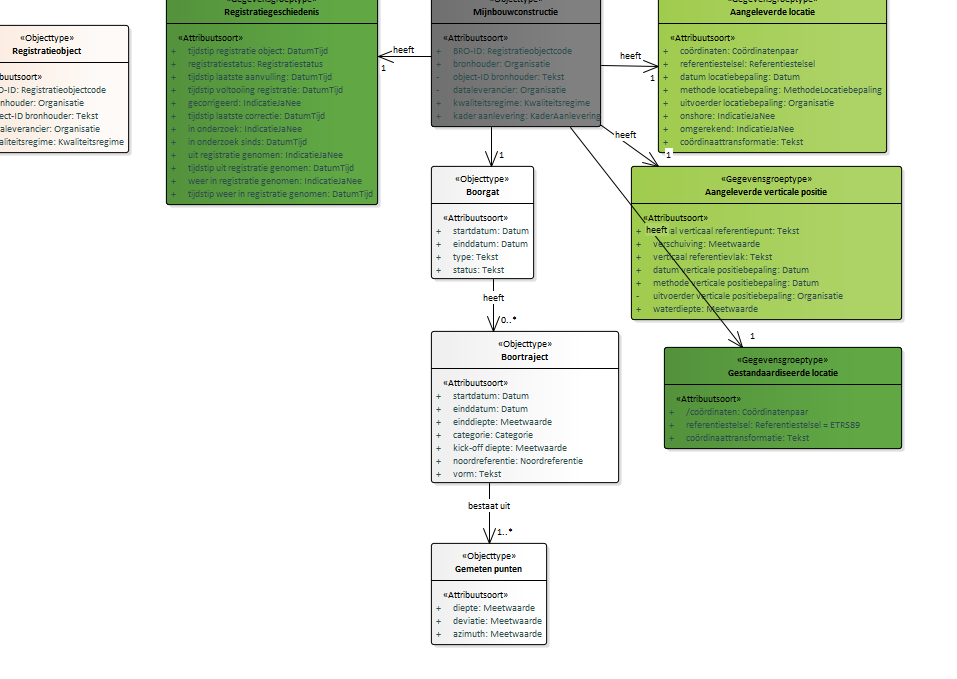 «Objecttype»
Registratieobject
buutsoort»
D-ID: Registratieobjectcode
onhouder: Organisatie
ect-ID bronhouder: Tekst
aleverancier: Organisatie
aliteitsregime: Kwaliteitsregime
Registratiegeschiedenis
«Attribuutsoort»
+ tijdstip registratie object: DatumTijd
+ registratiestatus: Registratiestatus
+ tijdstip laatste aanvulling: DatumTijd
+ tijdstip voltooiing registratie: DatumTijd
+ gecorrigeerd: IndicatieJaNee
+ tijdstip laatste correctie: DatumTijd
+ in onderzoek: IndicatieJaNee
+ in onderzoek sinds: DatumTijd
+ uit registratie genomen: IndicatieJaNee
+ tijdstip uit registratie genomen: DatumTijd
+ weer in registratie genomen: IndicatieJaNee
+ tijdstip weer in registratie genomen: DatumTijd
heeft
1
Mijnbouwconstructie
«Attribuutsoort»
+ BRO-ID: Registratieobjectcode
+ bronhouder: Organisatie
- object-ID bronhouder: Tekst
- dataleverancier: Organisatie
+ kwaliteitsregime: Kwaliteitsregime
+ kader aanlevering: KaderAanlevering
heeft
1
Aangeleverde locatie
«Attribuutsoort»
+ coördinaten: Coördinatenpaar
+ referentiestelsel: Referentiestelsel
+ datum locatiebepaling: Datum
+ methode locatiebepaling: MethodeLocatiebepaling
+ uitvoerder locatiebepaling: Organisatie
+ onshore: IndicatieJaNee
+ omgerekend: IndicatieJaNee
+ coördinaattransformatie: Tekst
heeft
1
1
«Objecttype»
Boorgat
«Attribuutsoort»
+ startdatum: Datum
+ einddatum: Datum
+ type: Tekst
+ status: Tekst
«Gegevensgroeptype»
Aangeleverde verticale positie
«Attribuutsoort»
+ al verticaal referentiepunt: Tekst
heeft
+ verschuiving: Meetwaarde
+ verticaal referentievlak: Tekst
+ datum verticale positiebepaling: Datum
+ methode verticale positiebepaling: Datum
- uitvoerder verticale positiebepaling: Organisatie
+ waterdiepte: Meetwaarde
heeft
0..*
1
«Objecttype»
Boortraject
«Attribuutsoort»
+ startdatum: Datum
+ einddatum: Datum
+ einddiepte: Meetwaarde
+ categorie: Categorie
+ kick-off diepte: Meetwaarde
+ noordreferentie: Noordreferentie
+ vorm: Tekst
«Gegevensgroeptype»
Gestandaardiseerde locatie
«Attribuutsoort»
+ /coördinaten: Coördinatenpaar
+ referentiestelsel: Referentiestelsel = ETRS89
+ coördinaattransformatie: Tekst
bestaat uit
1..*
«Objecttype»
Gemeten punten
«Attribuutsoort»
+ diepte: Meetwaarde
+ deviatie: Meetwaarde
+ azimuth: Meetwaarde